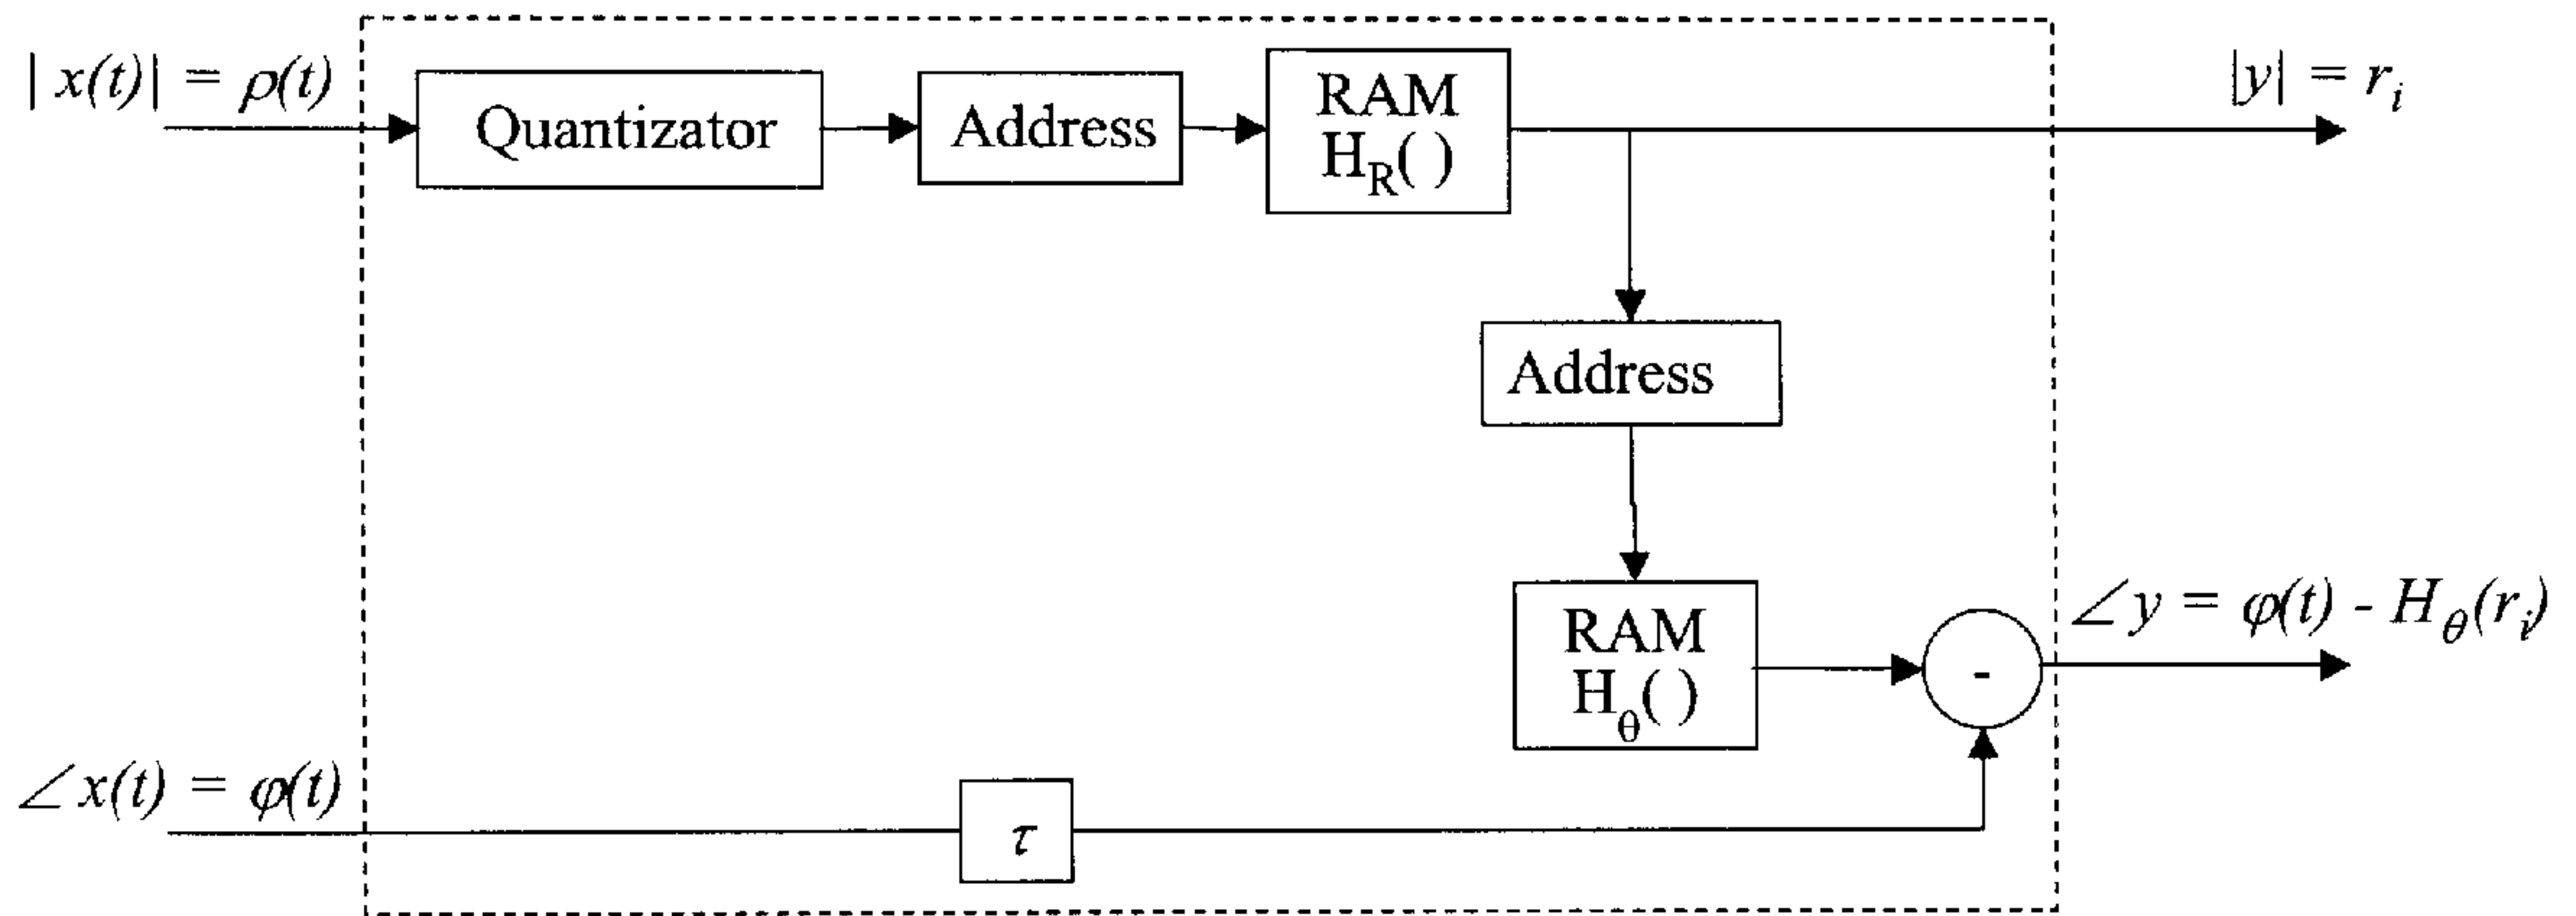 | x(t)| = ρ(t)
Quantizator
Address
RAM
H_R( )
|y| = r_i
Address
RAM
H_θ( )
-
∠y = φ(t) - H_θ(r_i)
∠x(t) = φ(t)
τ